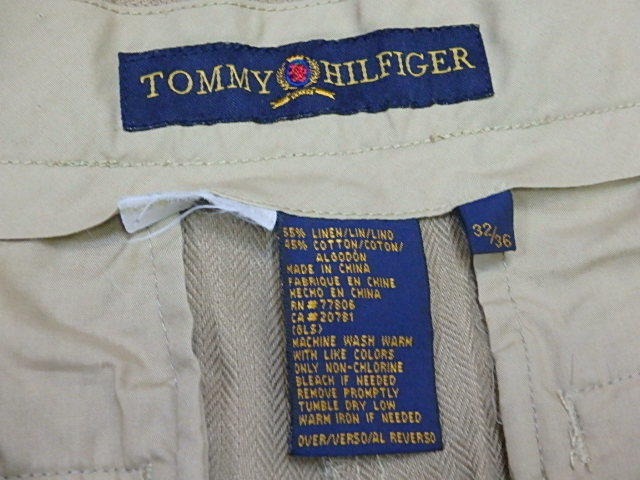 TOMMY HILFIGER
32/36
55% LINEN/LIN/LINO
45% COTTON/COTON/
ALGODÓN
MADE IN CHINA
FABRIQUE EN CHINE
HECHO EN CHINA
RN#77806
CA#20781
(GLS)
MACHINE WASH WARM
WITH LIKE COLORS
ONLY NON-CHLORINE
BLEACH IF NEEDED
REMOVE PROMPTLY
TUMBLE DRY LOW
WARM IRON IF NEEDED
OVER/VERSO/AL REVERSO